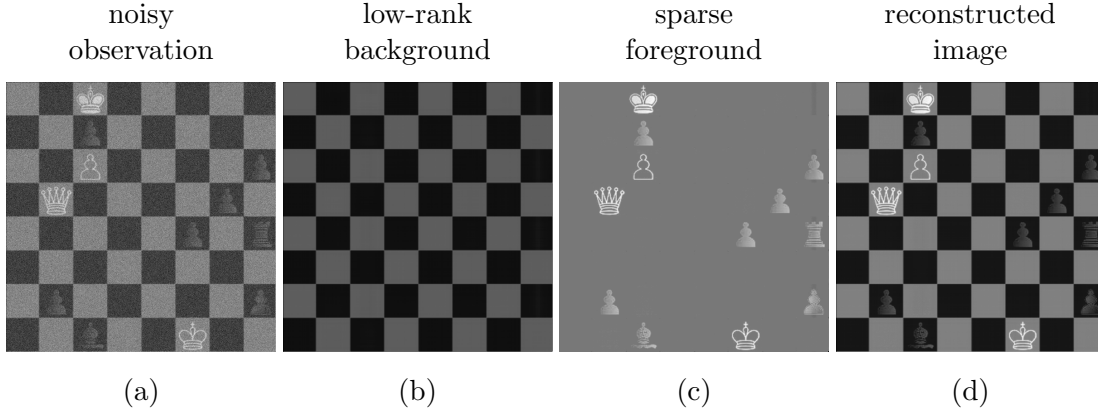 noisy
observation
low-rank
background
sparse
foreground
reconstructed
image
(a)
(b)
(c)
(d)